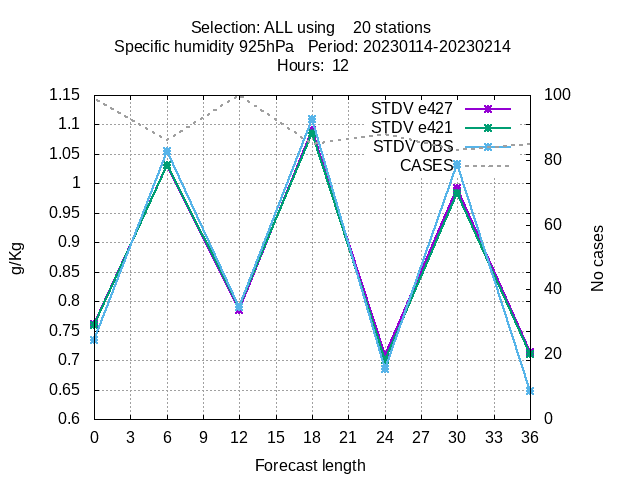 Selection: ALL using    20 stations
Specific humidity 925hPa   Period: 20230114-20230214
Hours:  12
1.15
1.1
1.05
1
0.95
0.9
0.85
0.8
0.75
0.7
0.65
0.6
g/Kg
STDV e427
STDV e421
STDV OBS
CASES
100
80
60
40
20
0
No cases
0 3 6 9 12 15 18 21 24 27 30 33 36
Forecast length